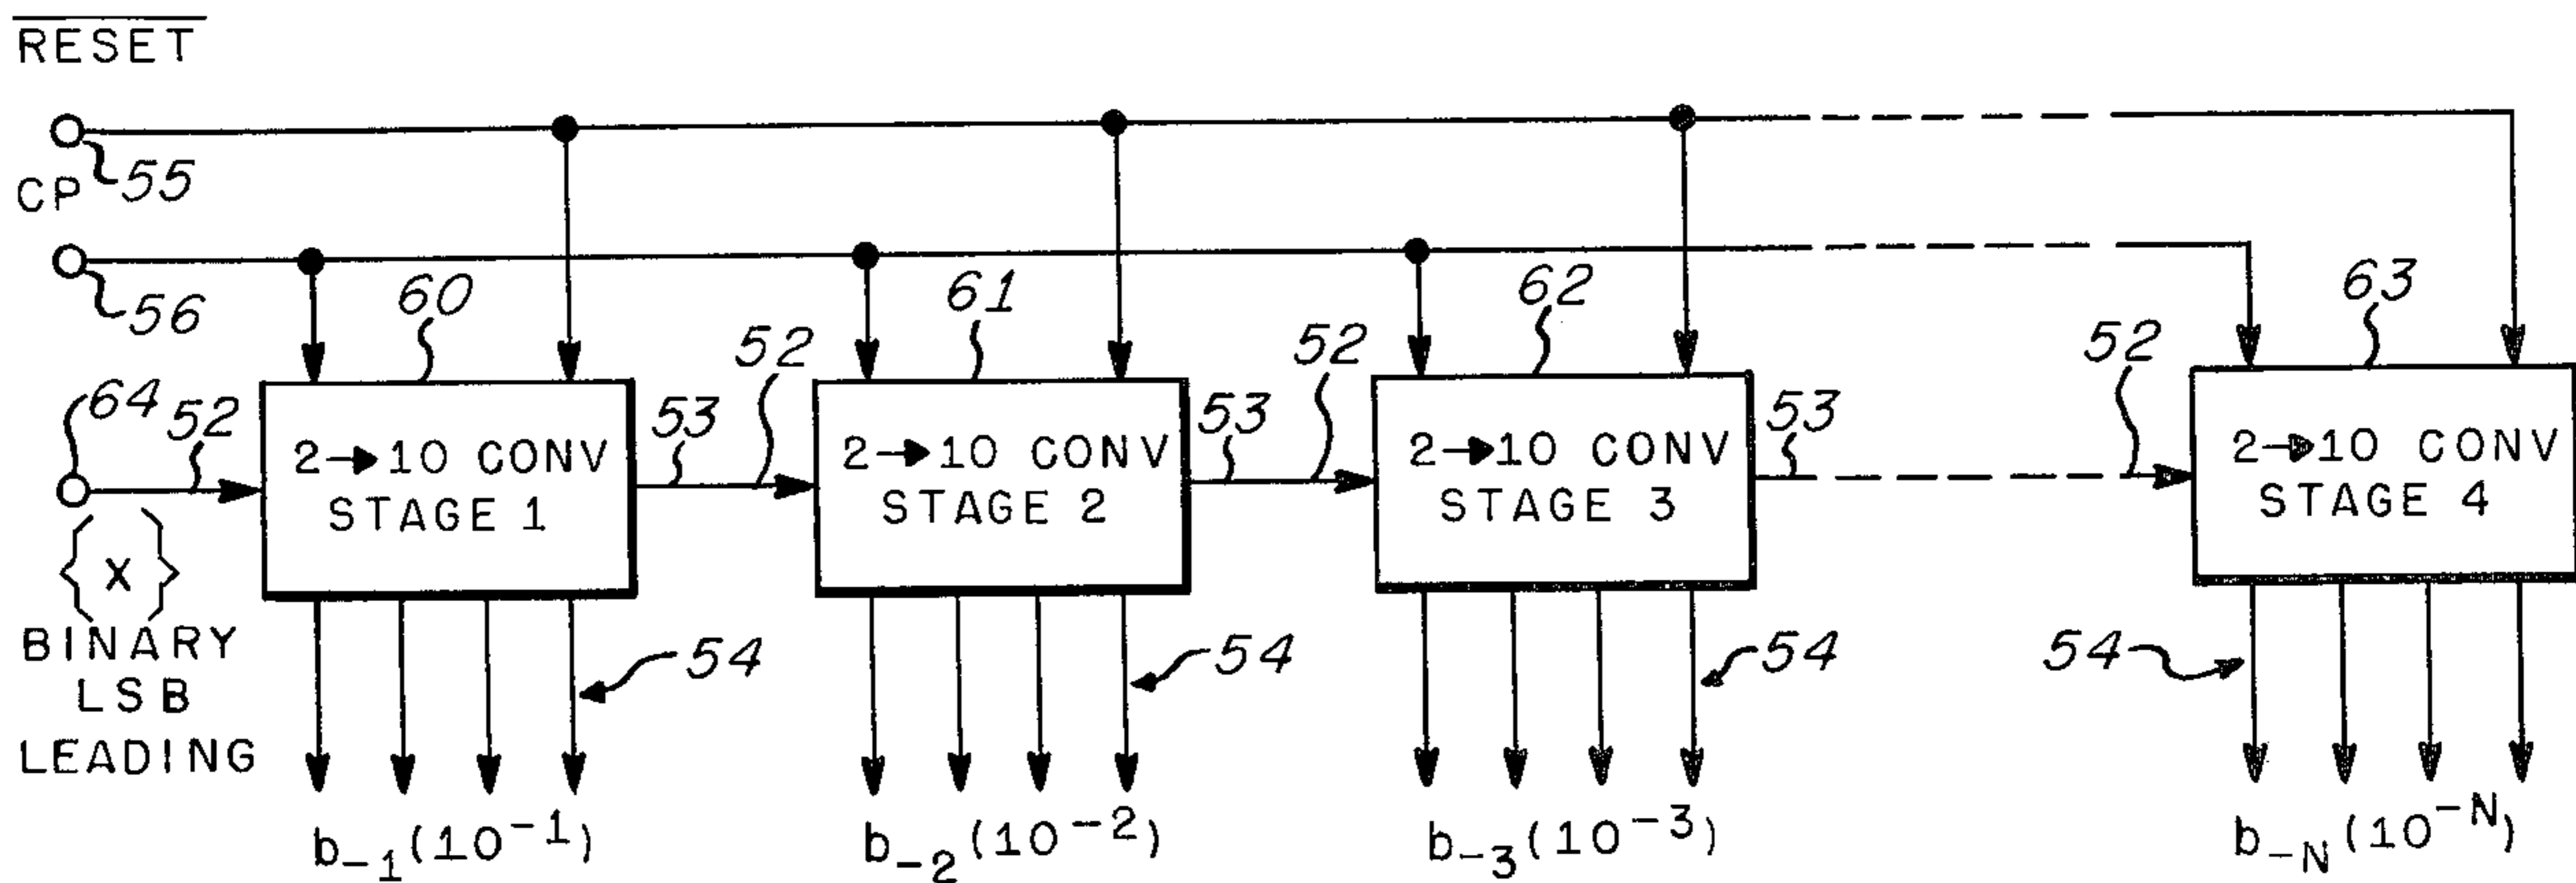 RESET
55
CP
56
60
61
62
63
64
52
53
52
53
52
53
52
2→10 CONV
STAGE 1
2→10 CONV
STAGE 2
2→10 CONV
STAGE 3
2→10 CONV
STAGE 4
{X}
BINARY
LSB
LEADING
54
54
54
54
b₋₁(10⁻¹)
b₋₂(10⁻²)
b₋₃(10⁻³)
b₋N(10⁻ᴺ)